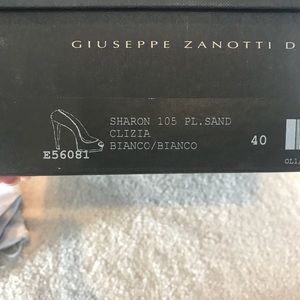 GIUSEPPE ZANOTTI D
SHARON 105 PL.SAND
CLIZIA
E56081 BIANCO/BIANCO 40